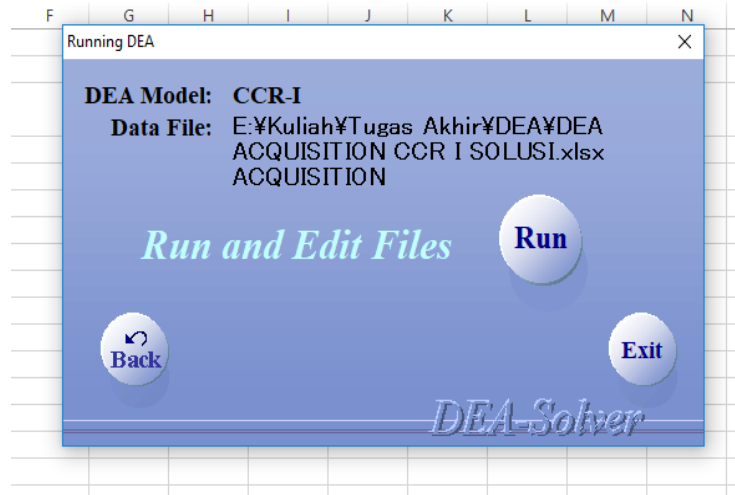 F G H I J K L M N
Running DEA
DEA Model: CCR-I
Data File: E:¥Kuliah¥Tugas Akhir¥DEA¥DEA
ACQUISITION CCR I SOLUSI.xlsx
ACQUISITION
Run and Edit Files
Run
Back
Exit
DEA-Solver